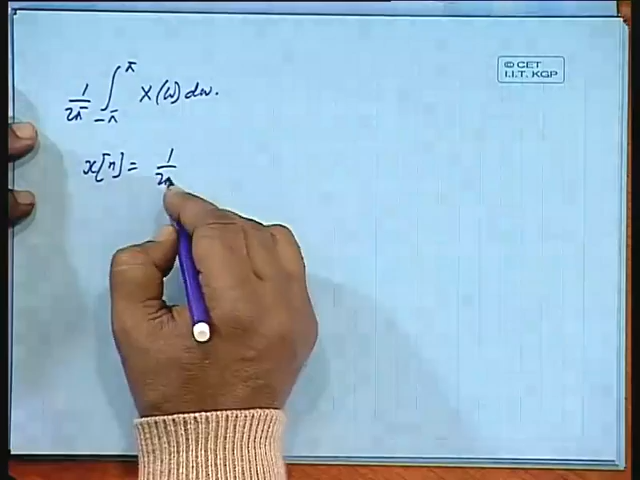 © CET
I.I.T. KGP
1/2π ∫_{-π}^{π} X(ω) dω.
x[n] = 1/2π